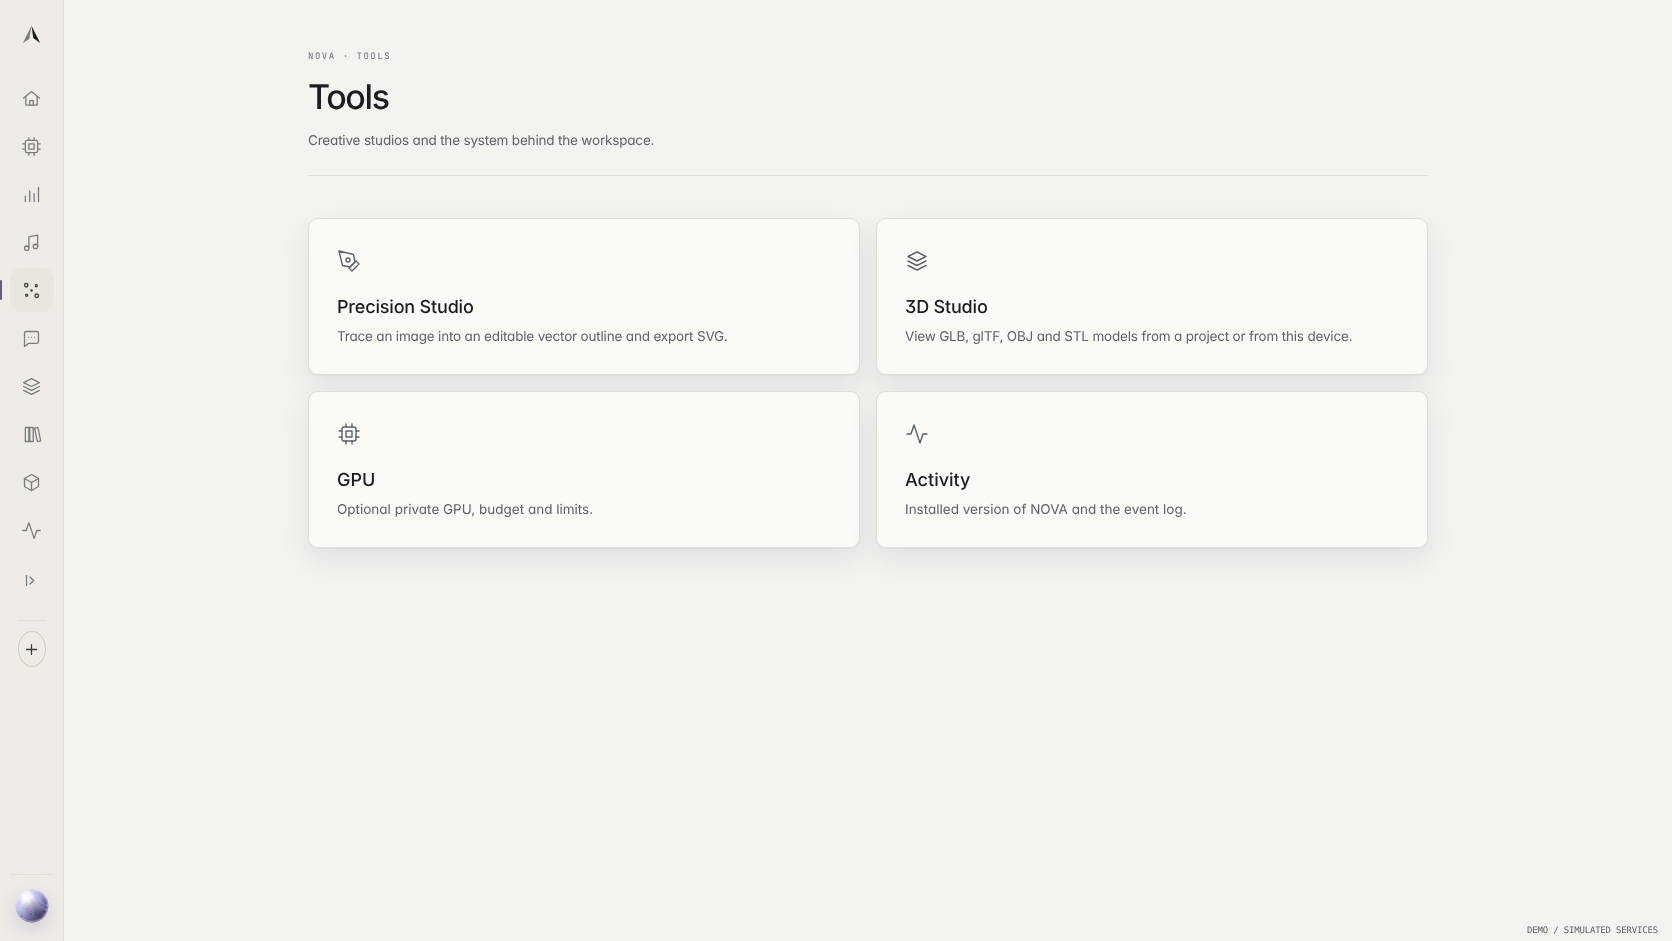 NOVA · TOOLS
Tools
Creative studios and the system behind the workspace.
Precision Studio
Trace an image into an editable vector outline and export SVG.
3D Studio
View GLB, glTF, OBJ and STL models from a project or from this device.
GPU
Optional private GPU, budget and limits.
Activity
Installed version of NOVA and the event log.
DEMO / SIMULATED SERVICES